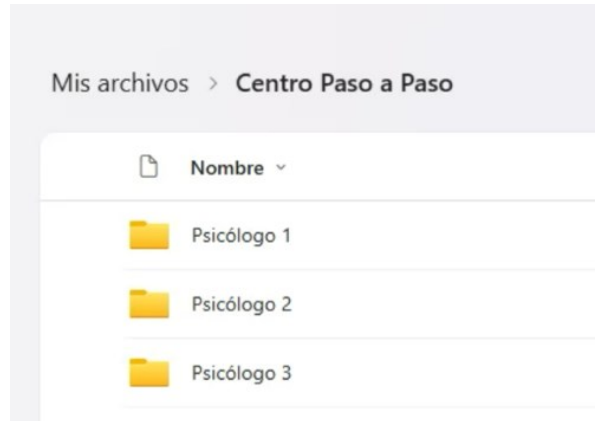 Mis archivos > Centro Paso a Paso
Nombre
Psicólogo 1
Psicólogo 2
Psicólogo 3